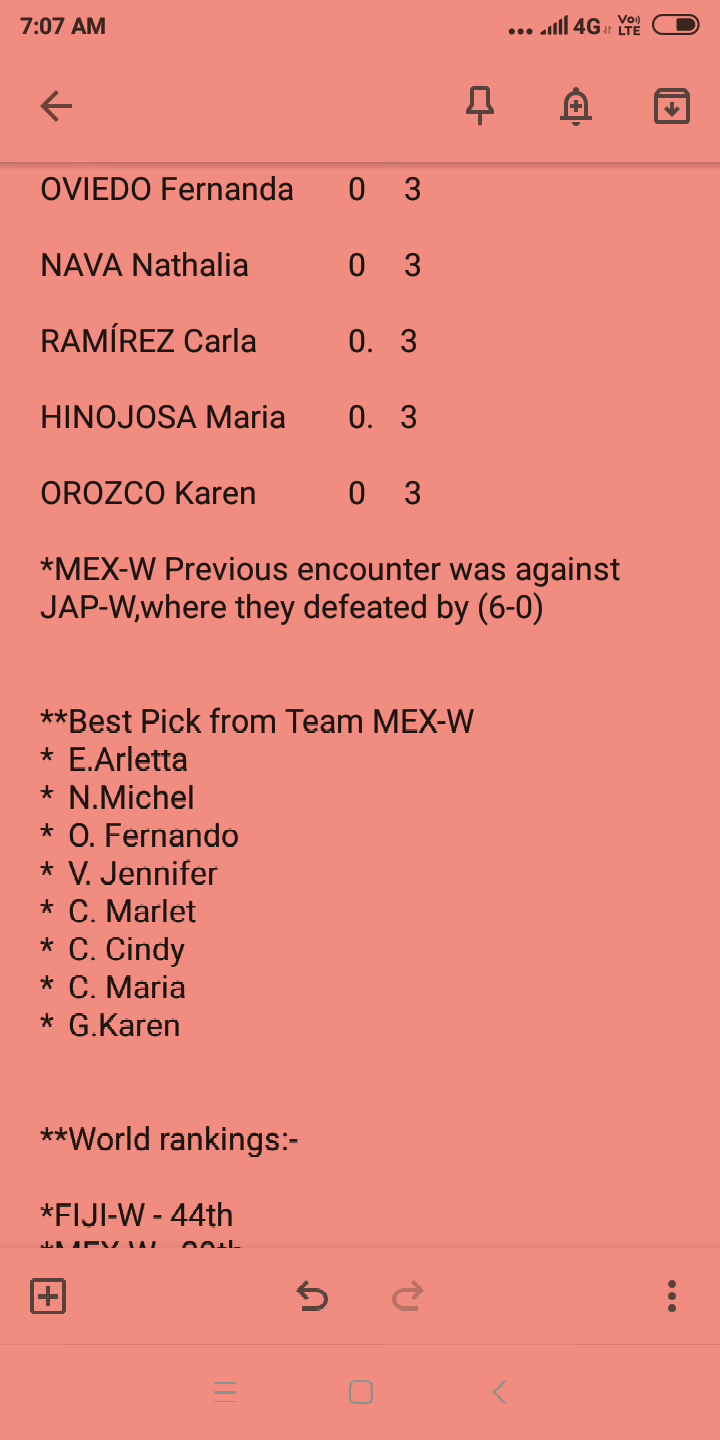 7:07 AM 4G Vo) LTE
OVIEDO Fernanda 0 3
NAVA Nathalia 0 3
RAMÍREZ Carla 0. 3
HINOJOSA Maria 0. 3
OROZCO Karen 0 3
*MEX-W Previous encounter was against
JAP-W,where they defeated by (6-0)
**Best Pick from Team MEX-W
* E.Arletta
* N.Michel
* O. Fernando
* V. Jennifer
* C. Marlet
* C. Cindy
* C. Maria
* G.Karen
**World rankings:-
*FIJI-W - 44th